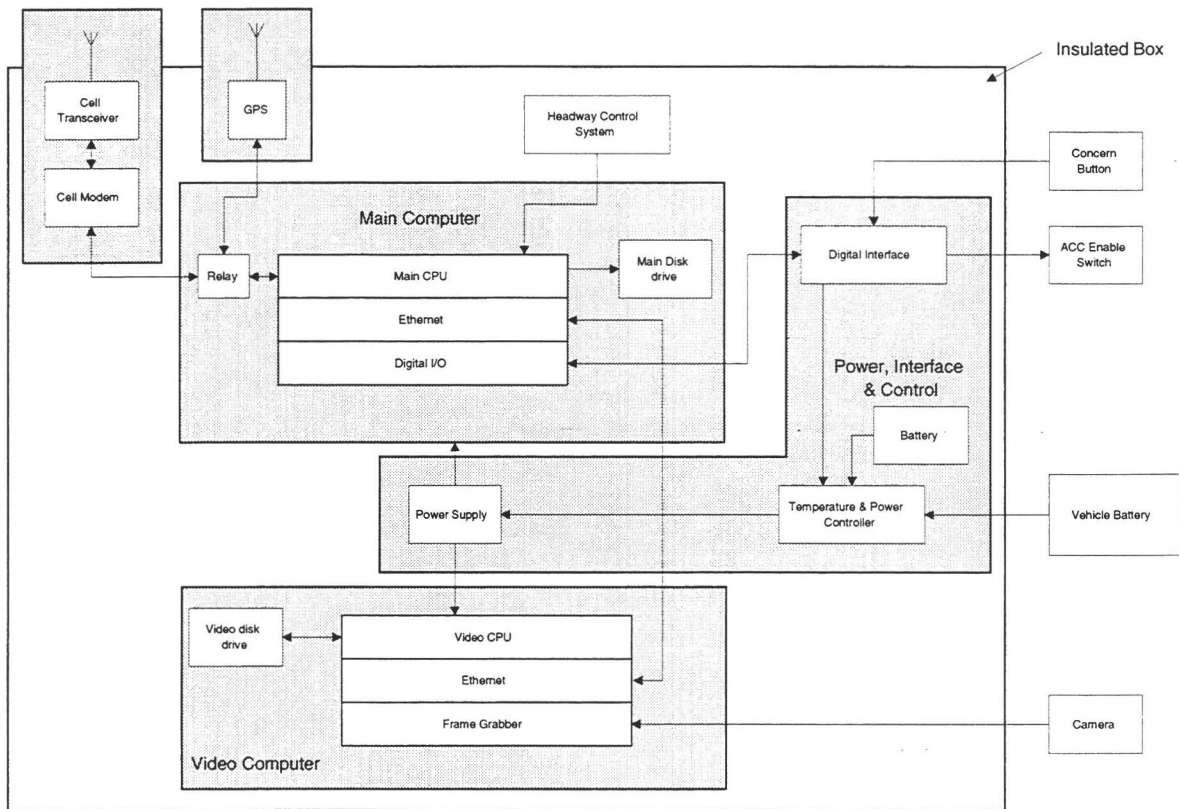 Insulated Box
Cell
Transceiver
GPS
Headway Control
System
Concern
Button
Cell Modem
Main Computer
Digital Interface
ACC Enable
Switch
Relay
Main CPU
Main Disk
drive
Ethernet
Digital I/O
Power, Interface
& Control
Battery
Power Supply
Temperature & Power
Controller
Vehicle Battery
Video disk
drive
Video CPU
Ethernet
Frame Grabber
Camera
Video Computer